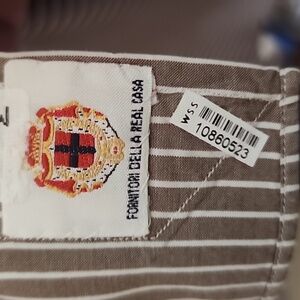 FORNITORI DELLA REAL CASA
W S S
10860523